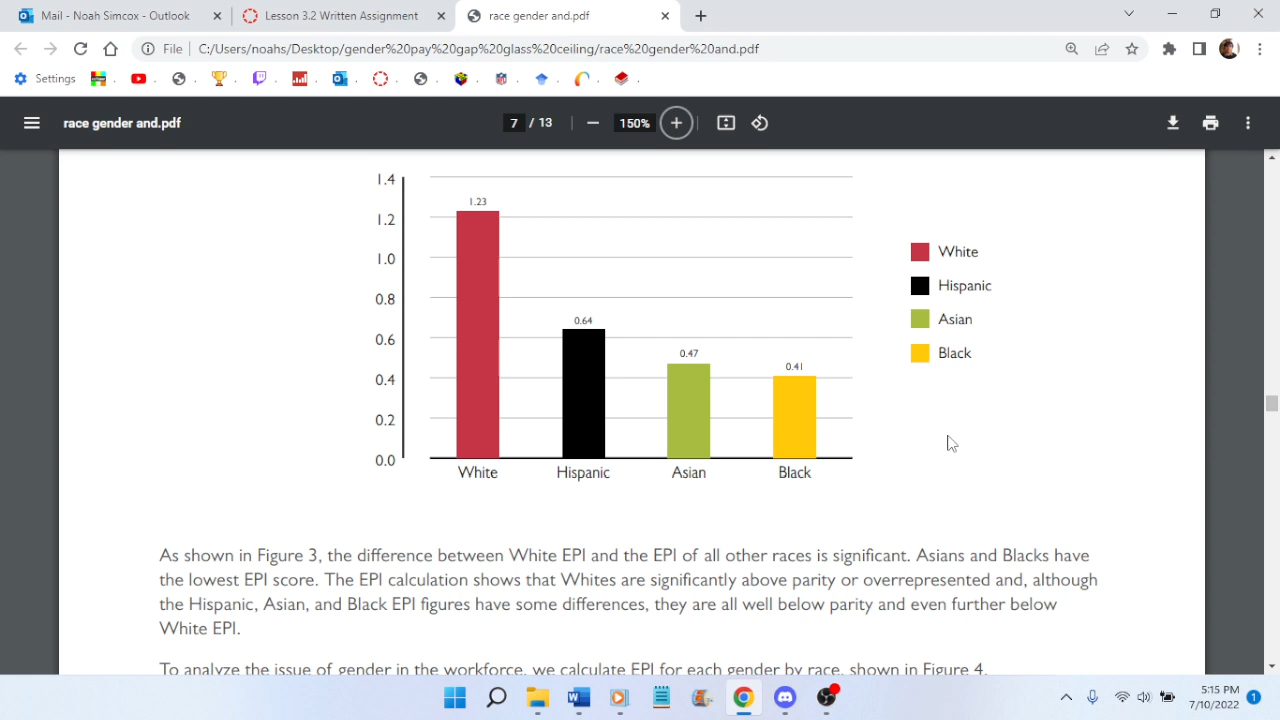 Mail - Noah Simcox - Outlook
Lesson 3.2 Written Assignment
race gender and.pdf
File
C:/Users/noahs/Desktop/gender%20pay%20gap%20glass%20ceiling/race%20gender%20and.pdf
Settings
race gender and.pdf
7 / 13
150%
1.4
1.23
1.2
1.0
0.8
0.64
0.6
0.47
0.41
0.4
0.2
0.0
White
Hispanic
Asian
Black
White
Hispanic
Asian
Black
As shown in Figure 3, the difference between White EPI and the EPI of all other races is significant. Asians and Blacks have
the lowest EPI score. The EPI calculation shows that Whites are significantly above parity or overrepresented and, although
the Hispanic, Asian, and Black EPI figures have some differences, they are all well below parity and even further below
White EPI.
To analyze the issue of gender in the workforce, we calculate EPI for each gender by race, shown in Figure 4.
5:15 PM
7/10/2022
1